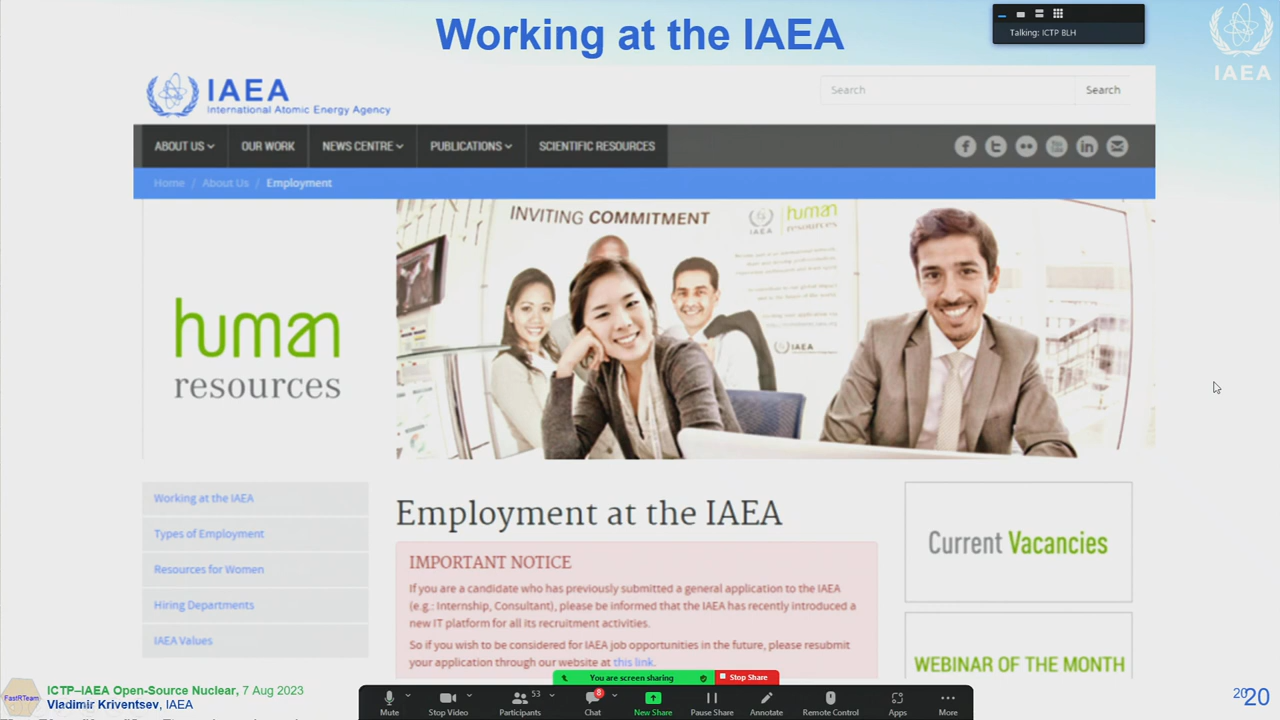 Working at the IAEA
Talking: ICTP BLH
IAEA
IAEA
International Atomic Energy Agency
Search
Search
ABOUT US
OUR WORK
NEWS CENTRE
PUBLICATIONS
SCIENTIFIC RESOURCES
Home / About Us / Employment
INVITING COMMITMENT
IAEA
human
resources
human
resources
IAEA
Working at the IAEA
Types of Employment
Resources for Women
Hiring Departments
IAEA Values
Employment at the IAEA
IMPORTANT NOTICE
If you are a candidate who has previously submitted a general application to the IAEA
(e.g.: Internship, Consultant), please be informed that the IAEA has recently introduced a
new IT platform for all its recruitment activities.
So if you wish to be considered for IAEA job opportunities in the future, please resubmit
your application through our website at this link.
Current Vacancies
WEBINAR OF THE MONTH
You are screen sharing
Stop Share
FastRTeam
ICTP–IAEA Open-Source Nuclear, 7 Aug 2023
Vladimir Kriventsev, IAEA
Mute
Stop Video
53
Participants
8
Chat
New Share
Pause Share
Annotate
Remote Control
Apps
More
20
20